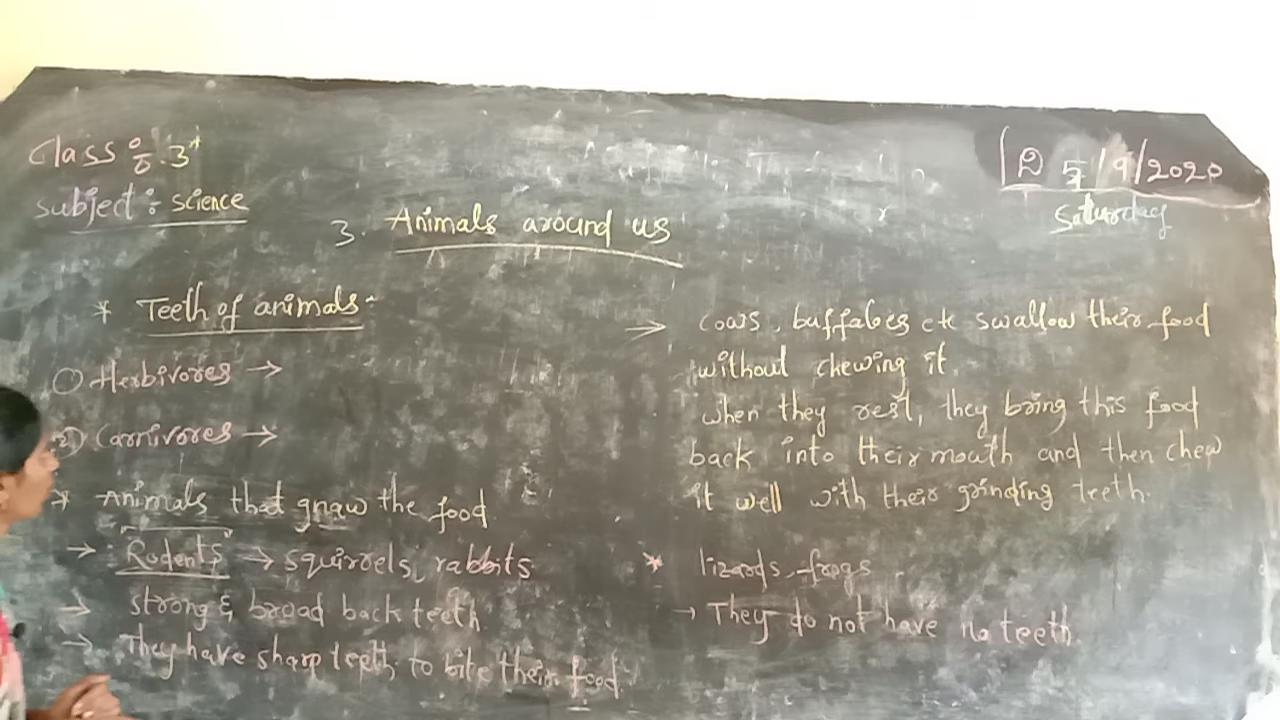 Class : 3
subject : science
D 5/9/2020
Saturday
3. Animals around us
* Teeth of animals-
① Herbivores →
② Carnivores →
* Animals that gnaw the food
→ "Rodents" → squirrels, rabbits
→ strong & broad back teeth.
→ They have sharp teeth to bite their food.
→ Cows, buffaloes etc swallow their food
without chewing it.
when they rest, they bring this food
back into their mouth and then chew
it well with their grinding teeth.
* lizards, frogs
→ They do not have no teeth.